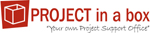 PROJECT in a box
"Your own Project Support Office"